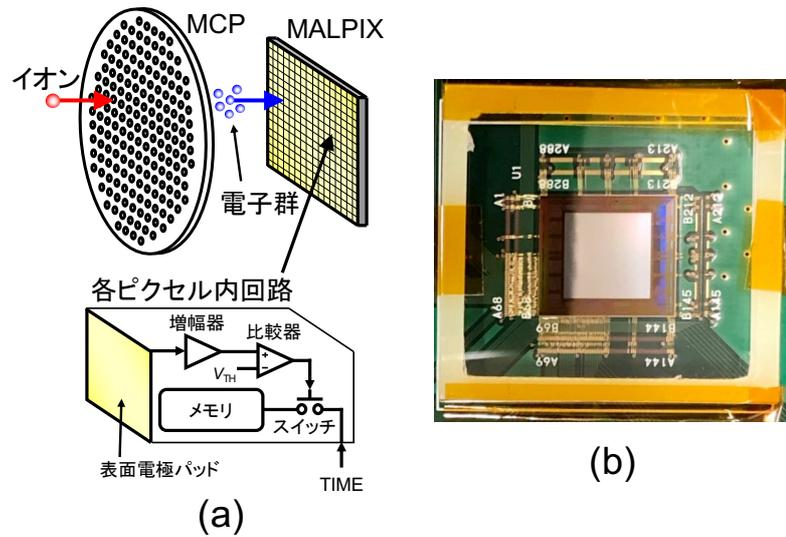 MCP
MALPIX
イオン
電子群
各ピクセル内回路
増幅器
比較器
+
−
VTH
メモリ
スイッチ
表面電極パッド
TIME
(a)
A288
A213
U1
B288
B213
A1
B212
A212
A68
B68
B145
A145
B69
B144
A69
A144
(b)